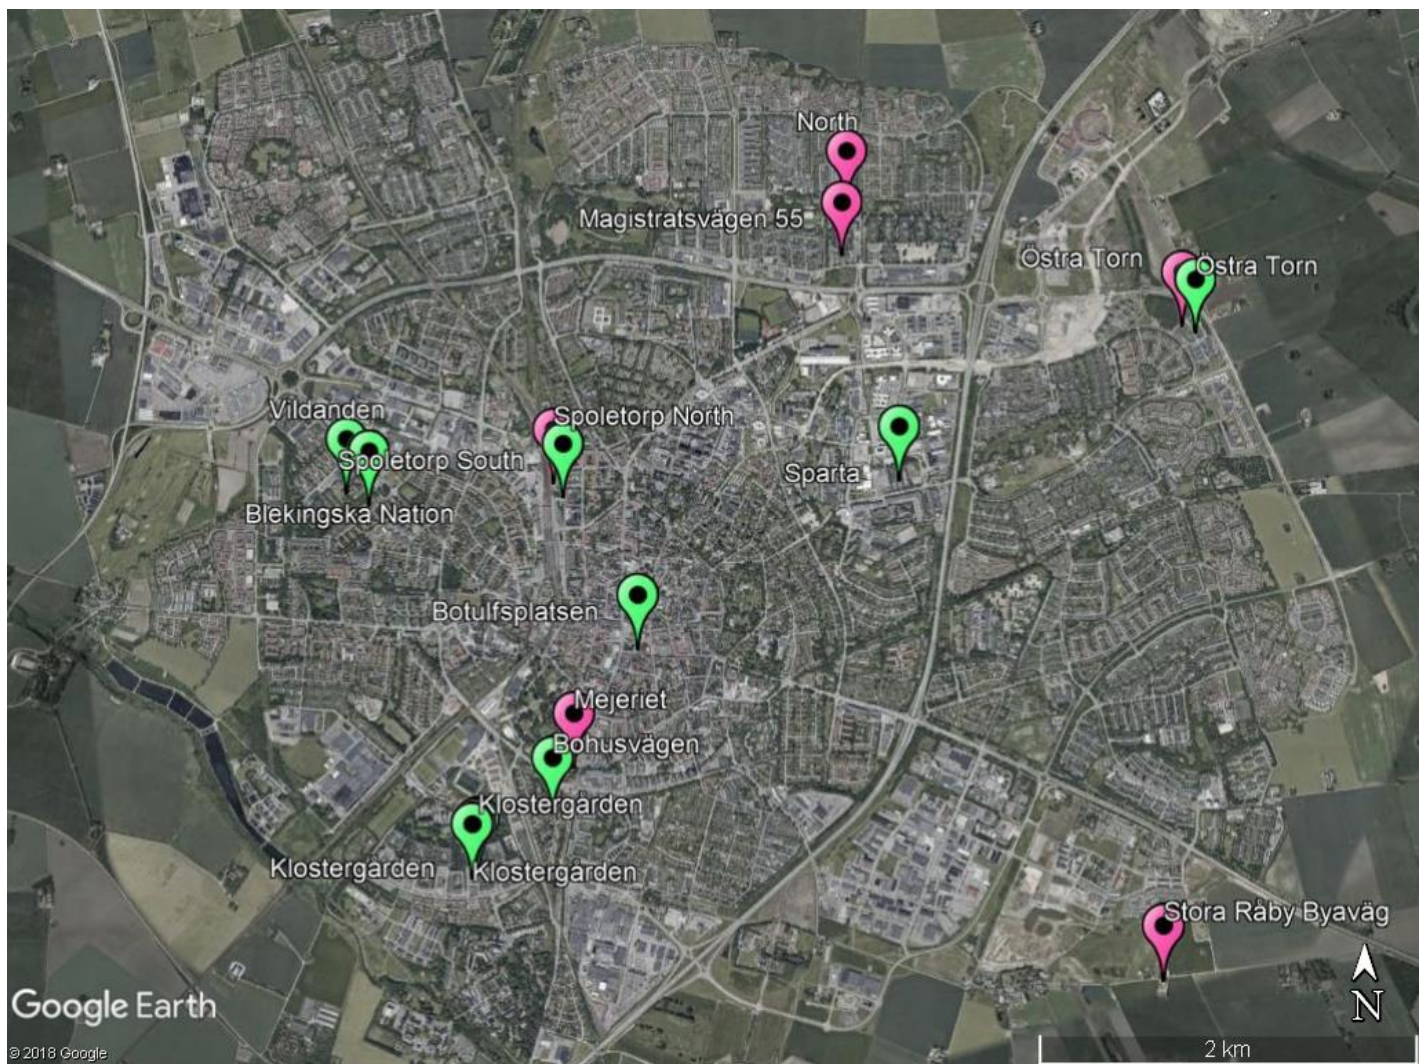 North
Magistratsvägen 55
Östra Torn
Östra Torn
Vildanden
Spoletorp North
Spoletorp South
Sparta
Blekingska Nation
Botulfsplatsen
Mejeriet
Bohusvägen
Klostergården
Klostergården
Klostergården
Stora Råby Byaväg
N
Google Earth
© 2018 Google
2 km